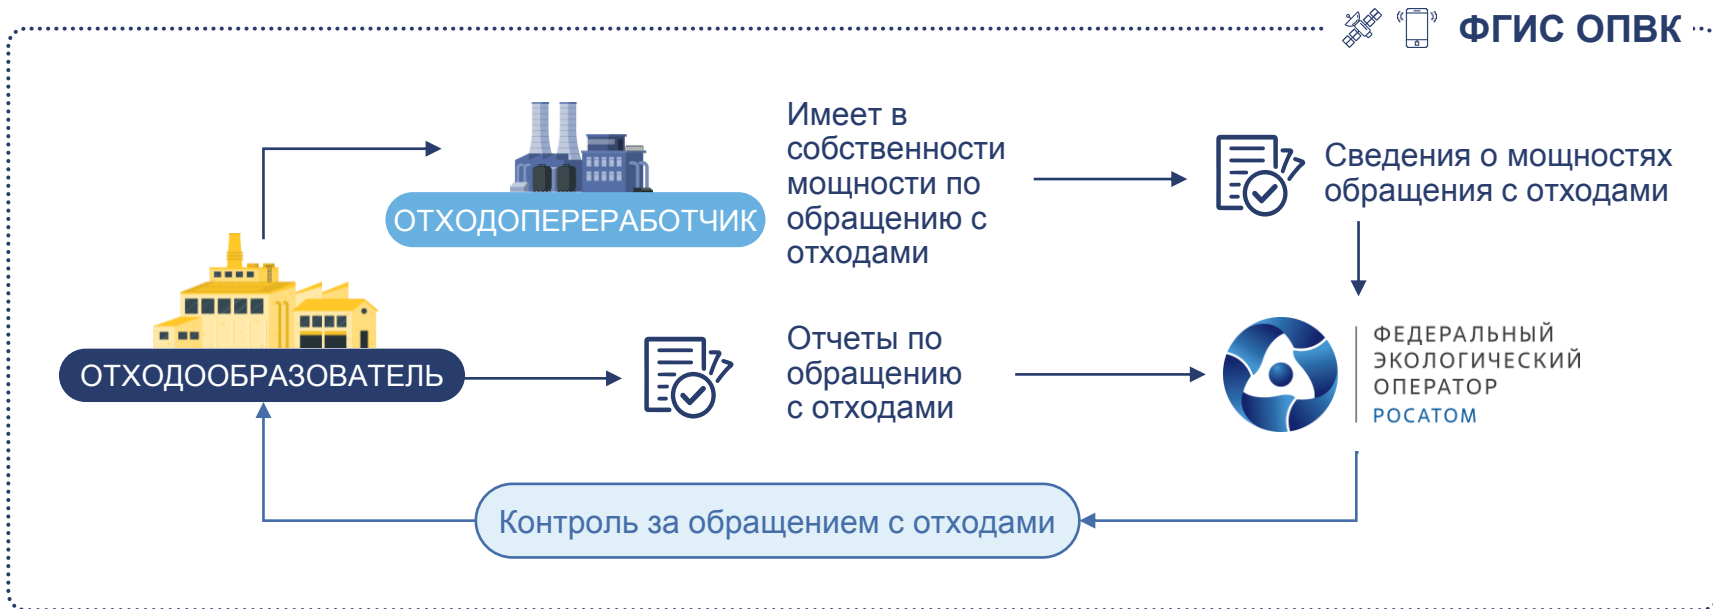 ФГИС ОПВК
Имеет в
собственности
мощности по
обращению с
отходами
ОТХОДОПЕРЕРАБОТЧИК
Сведения о мощностях
обращения с отходами
ОТХОДООБРАЗОВАТЕЛЬ
Отчеты по
обращению
с отходами
ФЕДЕРАЛЬНЫЙ
ЭКОЛОГИЧЕСКИЙ
ОПЕРАТОР
РОСАТОМ
Контроль за обращением с отходами